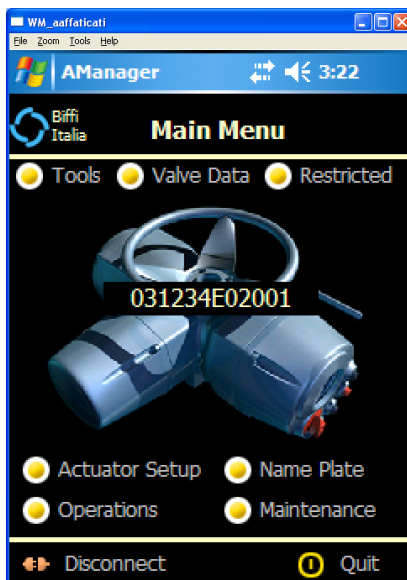 WM_aaffaticati
File Zoom Tools Help
AManager 3:22
Biffi
Italia
Main Menu
Tools Valve Data Restricted
031234E02001
Actuator Setup Name Plate
Operations Maintenance
Disconnect Quit